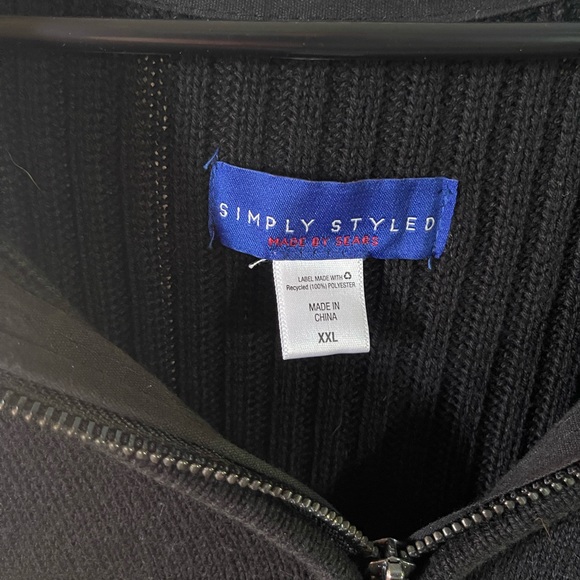 SIMPLY STYLED
MADE BY SEARS
LABEL MADE WITH
Recycled (100%) POLYESTER
MADE IN
CHINA
XXL